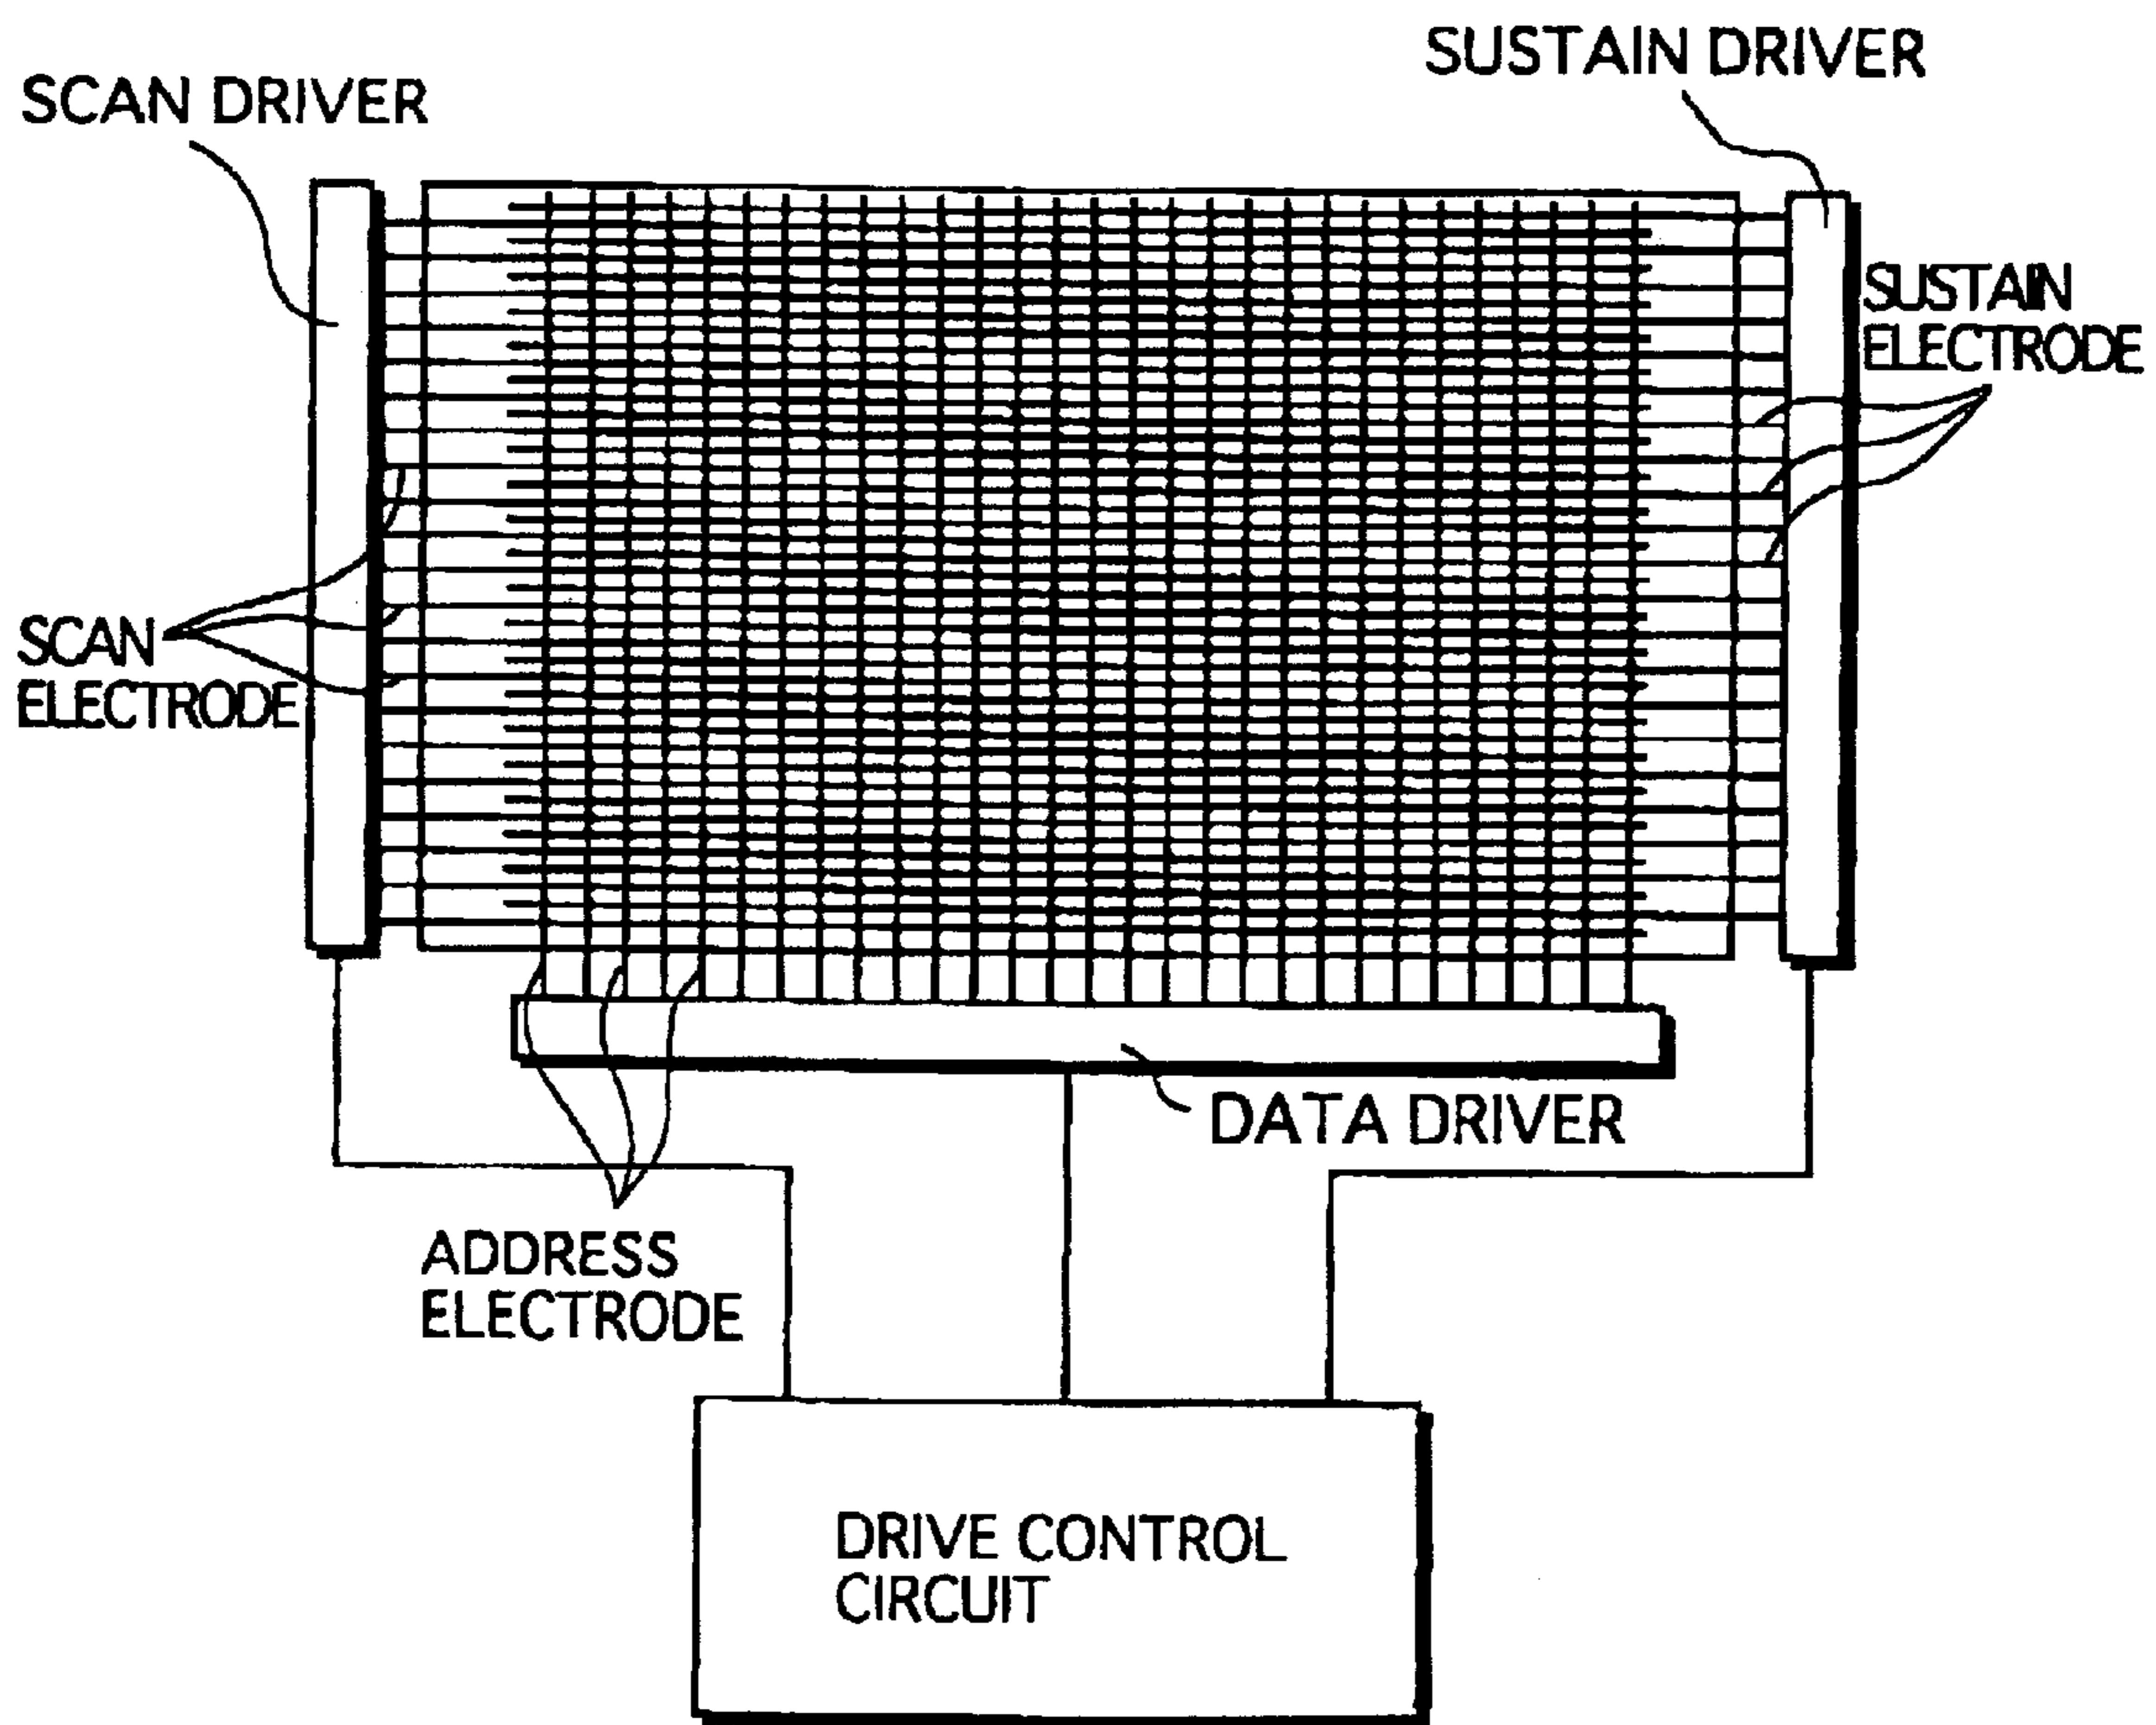 SUSTAIN DRIVER
SCAN DRIVER
SUSTAIN
ELECTRODE
SCAN
ELECTRODE
DATA DRIVER
ADDRESS
ELECTRODE
DRIVE CONTROL
CIRCUIT